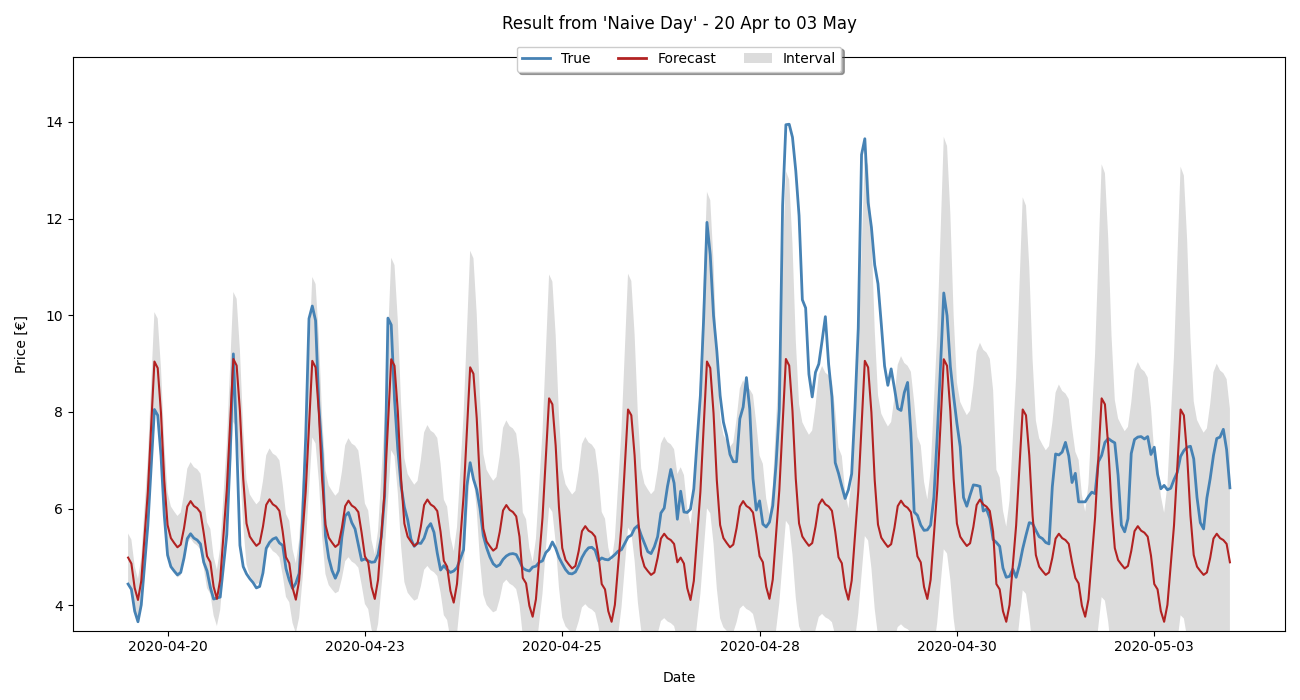 Result from 'Naive Day' - 20 Apr to 03 May
True Forecast Interval
14
12
10
8
6
4
Price [€]
2020-04-20 2020-04-23 2020-04-25 2020-04-28 2020-04-30 2020-05-03
Date